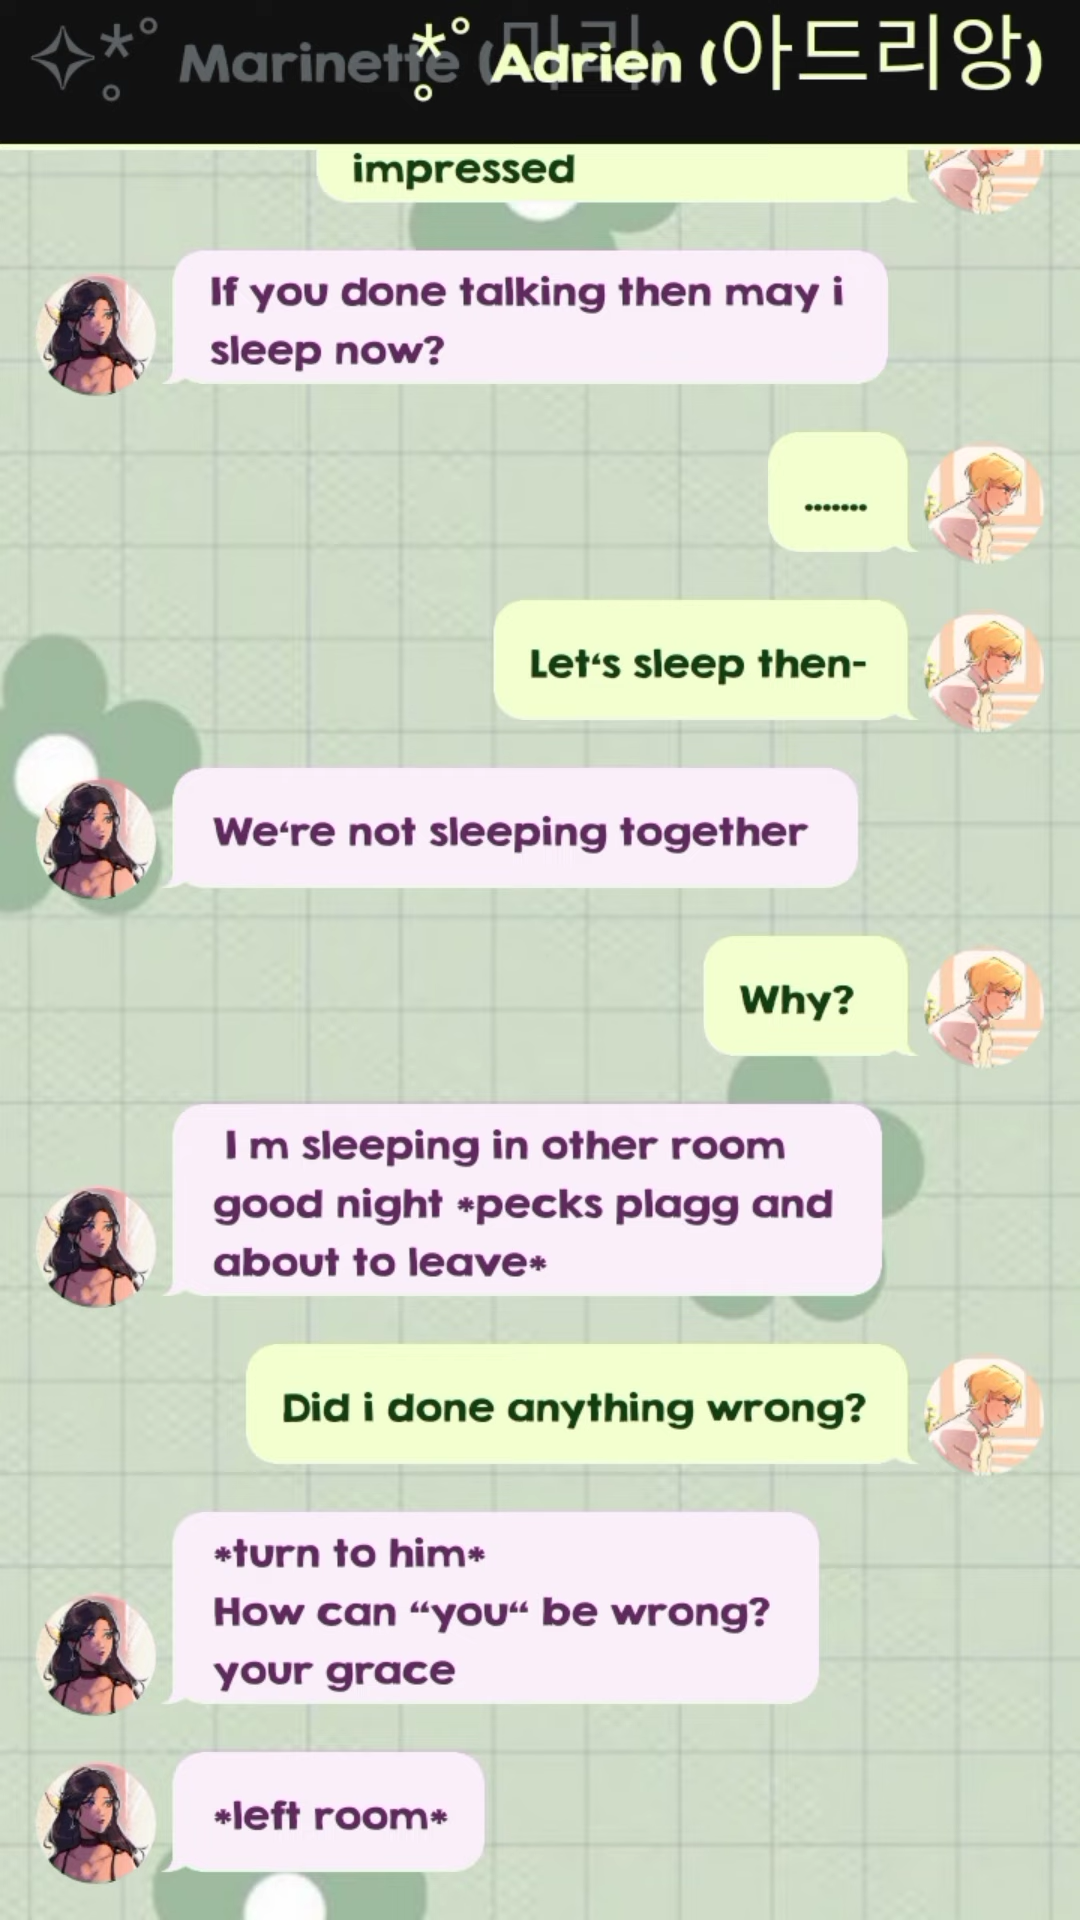 Marinette (미리)
Adrien (아드리앙)
impressed
If you done talking then may i
sleep now?
.......
Let‘s sleep then-
We‘re not sleeping together
Why?
I m sleeping in other room
good night *pecks plagg and
about to leave*
Did i done anything wrong?
*turn to him*
How can “you“ be wrong?
your grace
*left room*